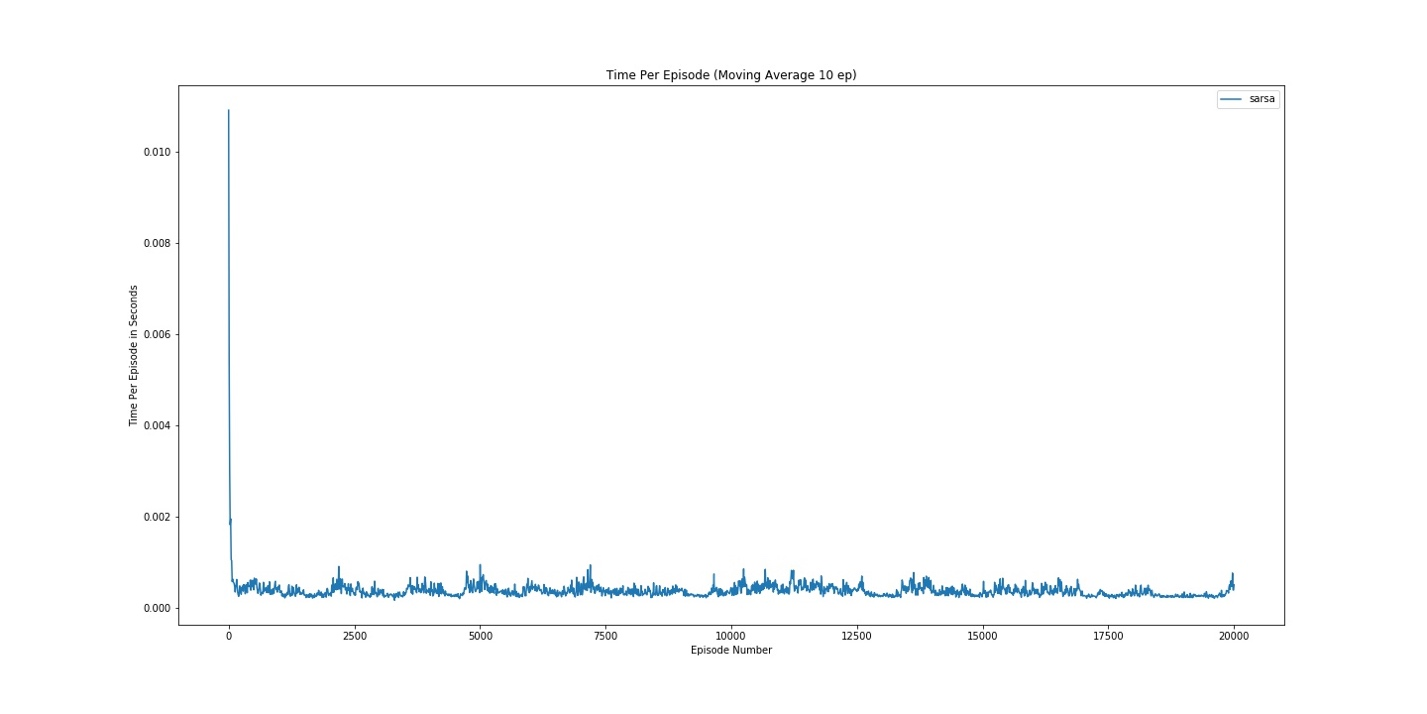 Time Per Episode (Moving Average 10 ep)
sarsa
0.010
0.008
0.006
0.004
0.002
0.000
Time Per Episode in Seconds
0 2500 5000 7500 10000 12500 15000 17500 20000
Episode Number